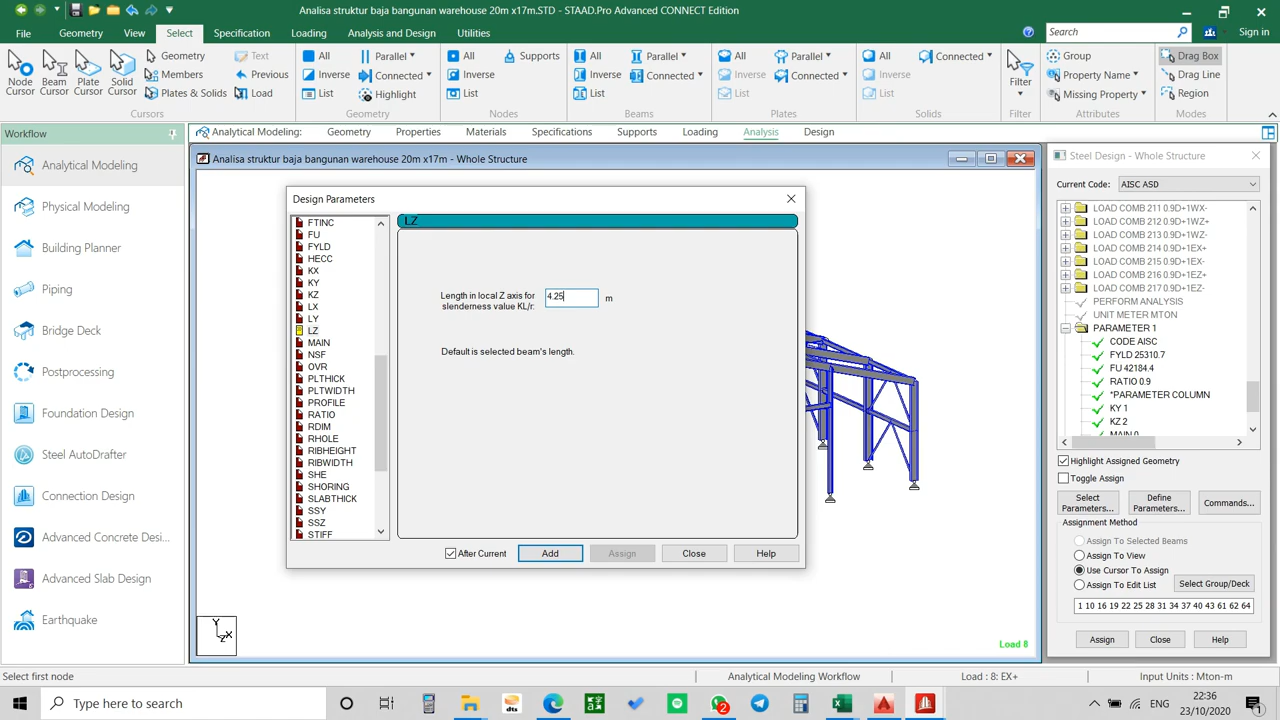 Analisa struktur baja bangunan warehouse 20m x17m.STD - STAAD.Pro Advanced CONNECT Edition
File Geometry View Select Specification Loading Analysis and Design Utilities
Search
Sign in
Node Cursor
Beam Cursor
Plate Cursor
Solid Cursor
Geometry
Members
Plates & Solids
Text
Previous
Load
Cursors
All
Inverse
List
Parallel
Connected
Highlight
Geometry
All
Inverse
List
Supports
Nodes
All
Inverse
List
Parallel
Connected
Beams
All
Inverse
List
Parallel
Connected
Plates
All
Inverse
List
Connected
Solids
Filter
Filter
Group
Property Name
Missing Property
Attributes
Drag Box
Drag Line
Region
Modes
Workflow
Analytical Modeling
Physical Modeling
Building Planner
Piping
Bridge Deck
Postprocessing
Foundation Design
Steel AutoDrafter
Connection Design
Advanced Concrete Desi...
Advanced Slab Design
Earthquake
Analytical Modeling: Geometry Properties Materials Specifications Supports Loading Analysis Design
Analisa struktur baja bangunan warehouse 20m x17m - Whole Structure
Design Parameters
FTINC
FU
FYLD
HECC
KX
KY
KZ
LX
LY
LZ
MAIN
NSF
OVR
PLTHICK
PLTWIDTH
PROFILE
RATIO
RDIM
RHOLE
RIBHEIGHT
RIBWIDTH
SHE
SHORING
SLABTHICK
SSY
SSZ
STIFF
LZ
Length in local Z axis for
slenderness value KL/r:
4.25
m
Default is selected beam's length.
After Current
Add
Assign
Close
Help
Y
X
Z
Load 8
Steel Design - Whole Structure
Current Code: AISC ASD
LOAD COMB 211 0.9D+1WX-
LOAD COMB 212 0.9D+1WZ+
LOAD COMB 213 0.9D+1WZ-
LOAD COMB 214 0.9D+1EX+
LOAD COMB 215 0.9D+1EX-
LOAD COMB 216 0.9D+1EZ+
LOAD COMB 217 0.9D+1EZ-
PERFORM ANALYSIS
UNIT METER MTON
PARAMETER 1
CODE AISC
FYLD 25310.7
FU 42184.4
RATIO 0.9
*PARAMETER COLUMN
KY 1
KZ 2
MAIN 0
Highlight Assigned Geometry
Toggle Assign
Select Parameters...
Define Parameters...
Commands...
Assignment Method
Assign To Selected Beams
Assign To View
Use Cursor To Assign
Assign To Edit List
Select Group/Deck
1 10 16 19 22 25 28 31 34 37 40 43 61 62 64
Assign
Close
Help
Select first node
Analytical Modeling Workflow
Load : 8: EX+
Input Units : Mton-m
Type here to search
dts
2
ENG
22:36
23/10/2020
1